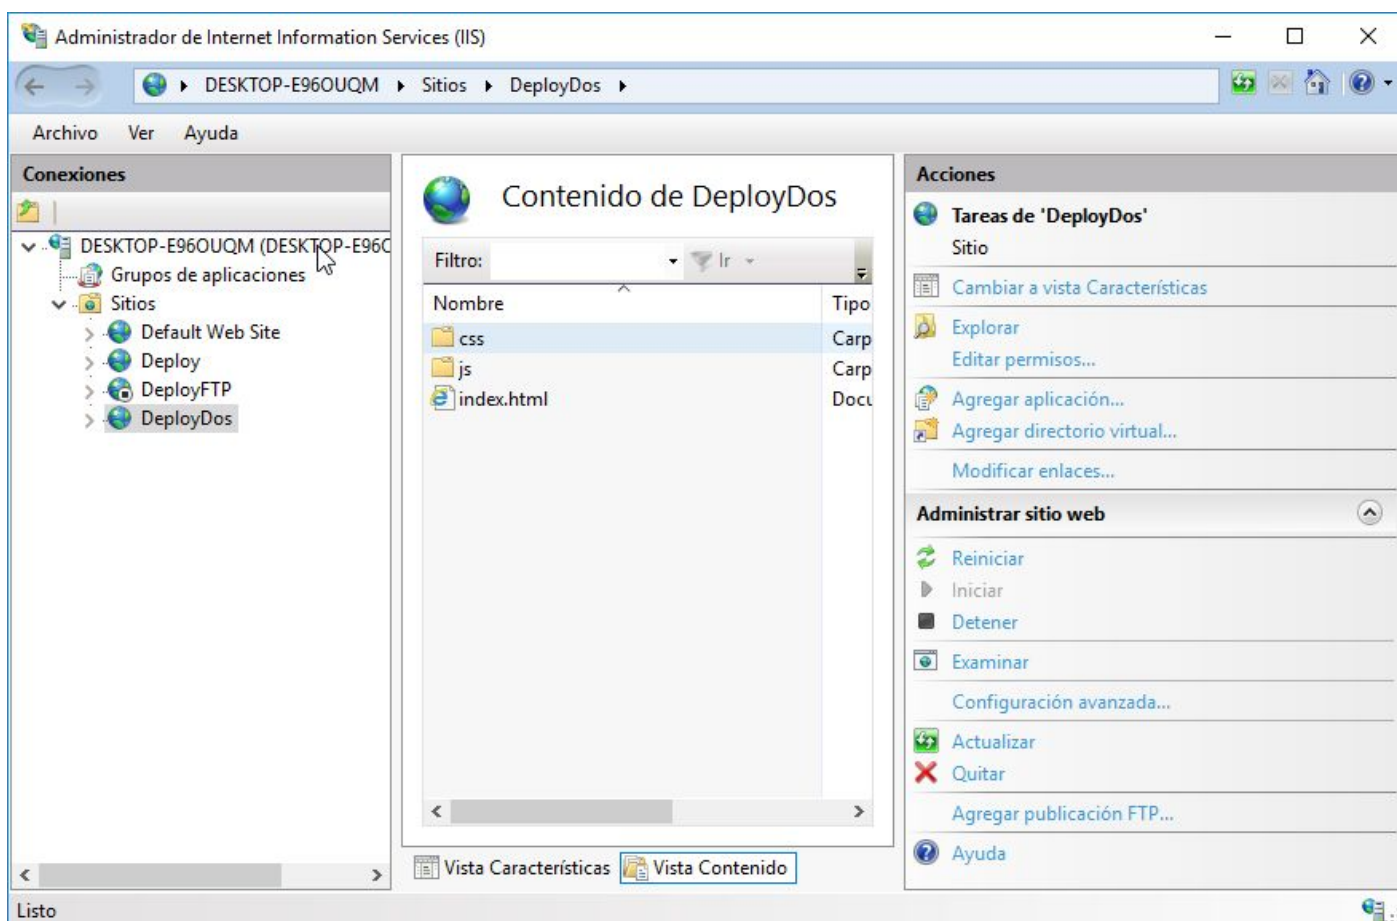 Administrador de Internet Information Services (IIS)
DESKTOP-E96OUQM Sitios DeployDos
Archivo Ver Ayuda
Conexiones
DESKTOP-E96OUQM (DESKTOP-E96O
Grupos de aplicaciones
Sitios
Default Web Site
Deploy
DeployFTP
DeployDos
Contenido de DeployDos
Filtro: Ir
Nombre Tipo
css Carp
js Carp
index.html Docu
Vista Características Vista Contenido
Acciones
Tareas de 'DeployDos'
Sitio
Cambiar a vista Características
Explorar
Editar permisos...
Agregar aplicación...
Agregar directorio virtual...
Modificar enlaces...
Administrar sitio web
Reiniciar
Iniciar
Detener
Examinar
Configuración avanzada...
Actualizar
Quitar
Agregar publicación FTP...
Ayuda
Listo